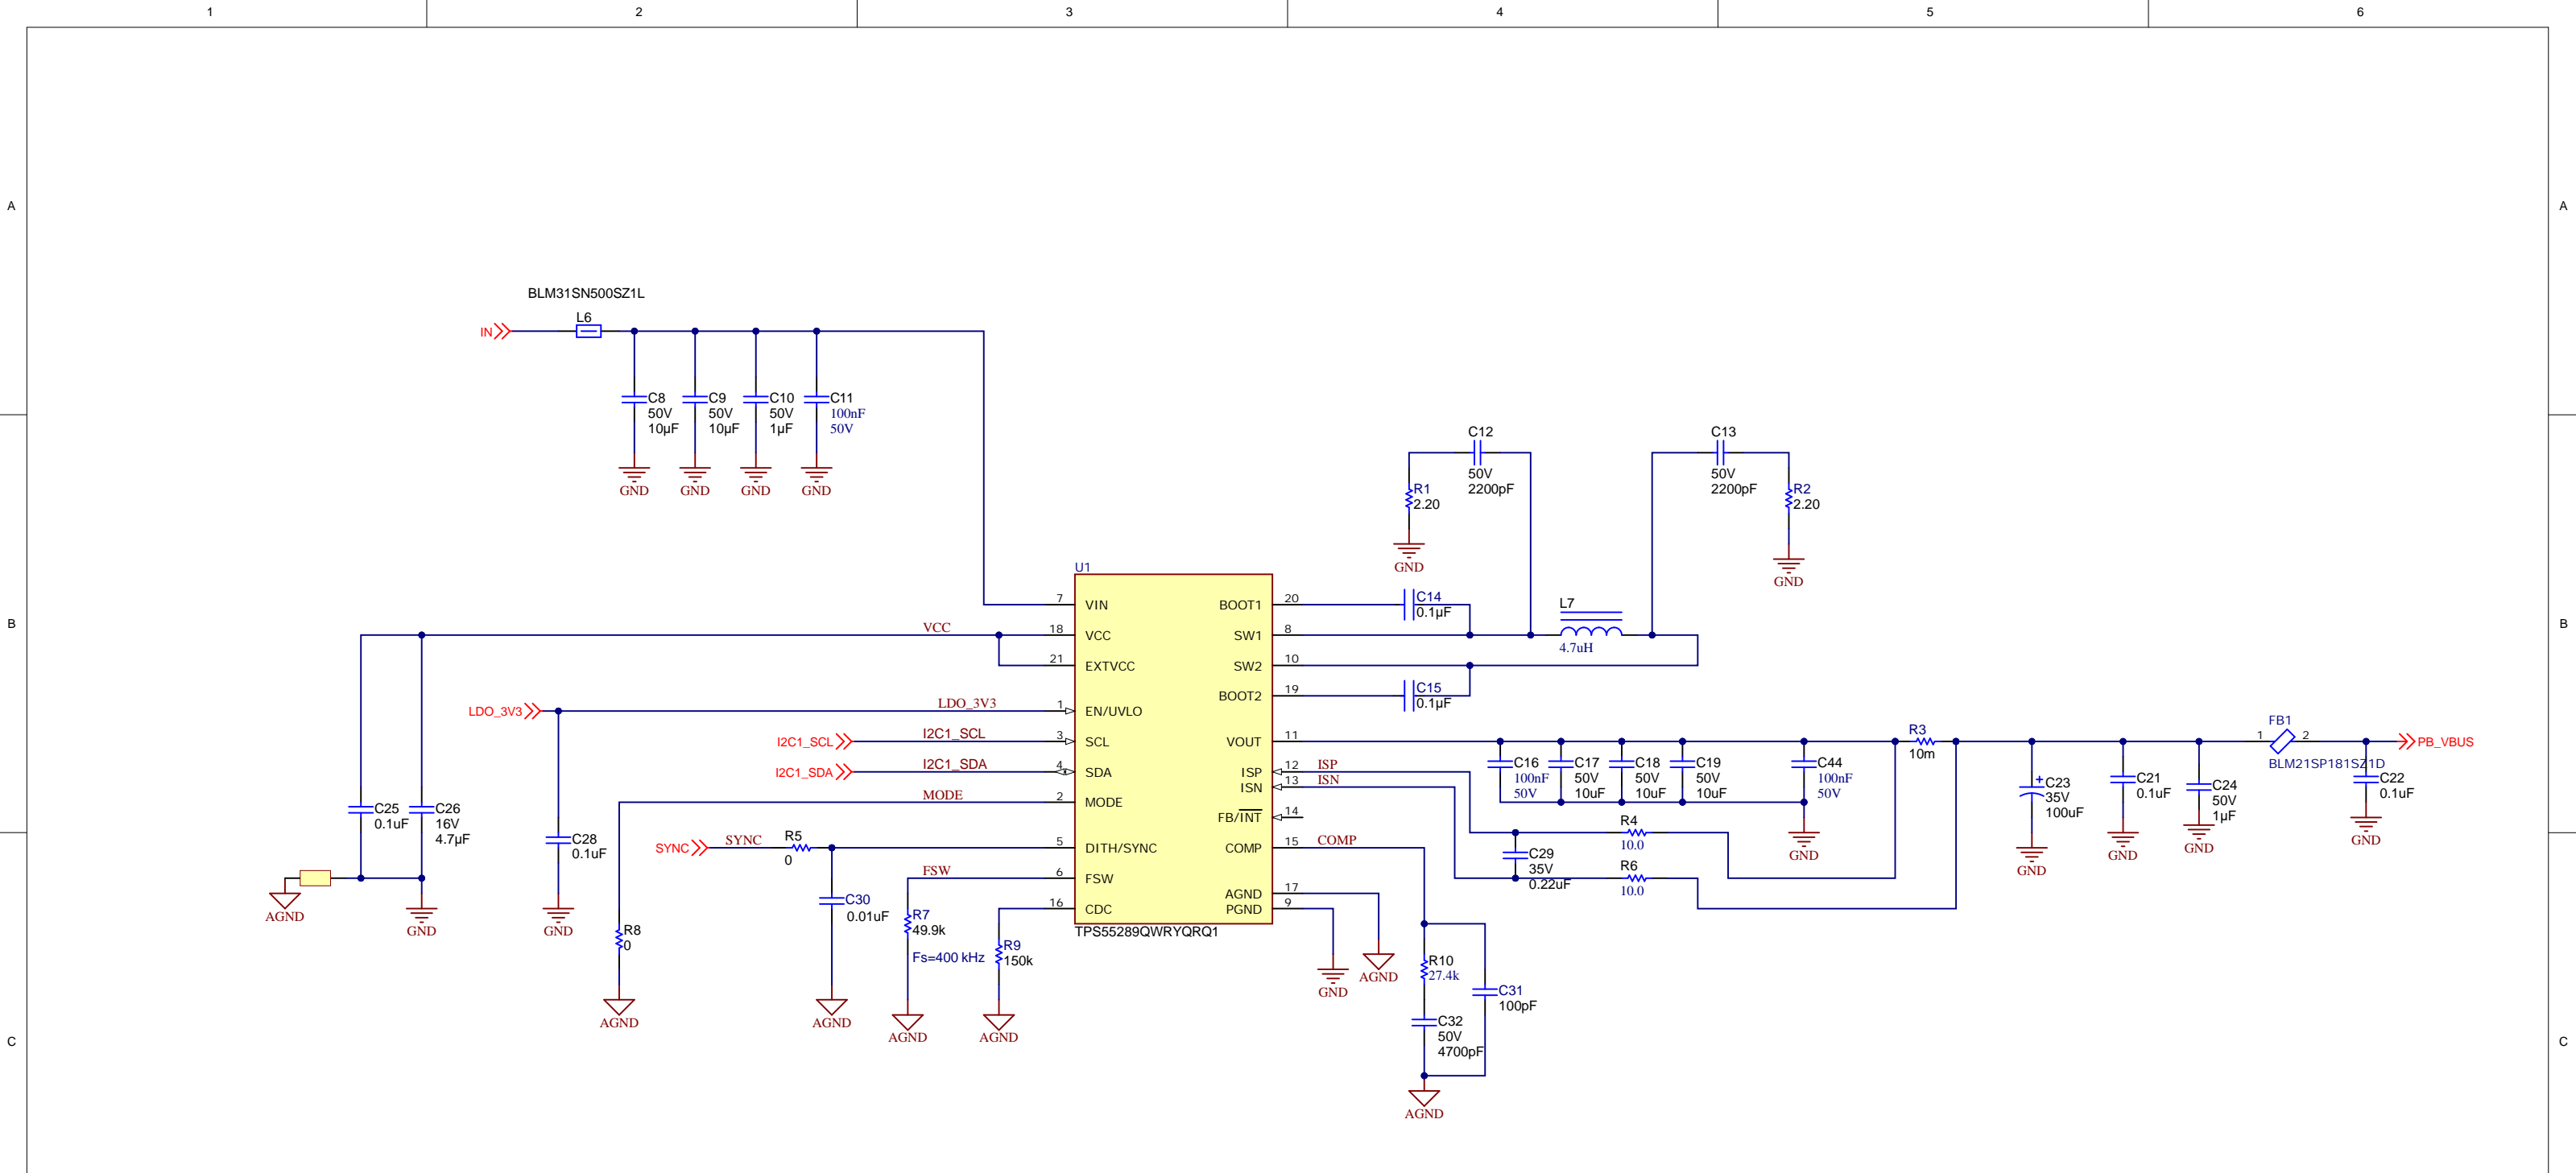 1 2 3 4 5 6
A A
BLM31SN500SZ1L
L6
IN
C8
50V
10µF
GND
C9
50V
10µF
GND
C10
50V
1µF
GND
C11
100nF
50V
GND
C12
50V
2200pF
R1
2.20
GND
C13
50V
2200pF
R2
2.20
GND
B B
U1
7 VIN
VCC 18 VCC
21 EXTVCC
LDO_3V3 LDO_3V3 1 EN/UVLO
I2C1_SCL I2C1_SCL 3 SCL
I2C1_SDA I2C1_SDA 4 SDA
MODE 2 MODE
SYNC SYNC 5 DITH/SYNC
FSW 6 FSW
16 CDC
BOOT1 20
SW1 8
SW2 10
BOOT2 19
VOUT 11
ISP 12 ISP
ISN 13 ISN
FB/INT 14
COMP 15 COMP
AGND 17
PGND 9
TPS55289QWRYQRQ1
C14
0.1µF
L7
4.7uH
C15
0.1µF
C16
100nF
50V
C17
50V
10uF
C18
50V
10uF
C19
50V
10uF
C44
100nF
50V
GND
R3
10m
C23
+
35V
100uF
GND
C21
0.1uF
GND
C24
50V
1µF
GND
FB1
1 2
BLM21SP181SZ1D
PB_VBUS
C22
0.1uF
GND
R4
10.0
C29
35V
0.22uF
R6
10.0
C25
0.1uF
C26
16V
4.7µF
AGND
GND
C28
0.1uF
GND
R5
0
R8
0
AGND
C30
0.01uF
AGND
R7
49.9k
Fs=400 kHz
AGND
R9
150k
AGND
GND
AGND
R10
27.4k
C31
100pF
C32
50V
4700pF
AGND
C C